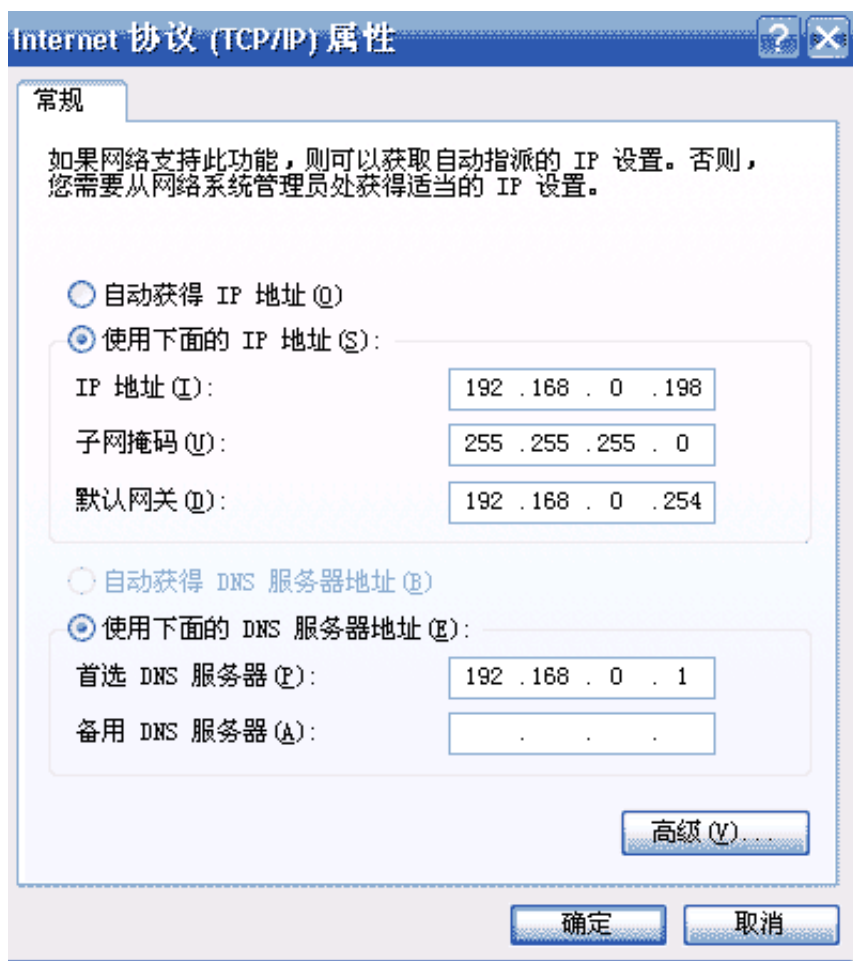 Internet 协议 (TCP/IP) 属性
常规
如果网络支持此功能，则可以获取自动指派的 IP 设置。否则，
您需要从网络系统管理员处获得适当的 IP 设置。
自动获得 IP 地址(O)
使用下面的 IP 地址(S):
IP 地址(I): 192 .168 . 0 .198
子网掩码(U): 255 .255 .255 . 0
默认网关(D): 192 .168 . 0 .254
自动获得 DNS 服务器地址(B)
使用下面的 DNS 服务器地址(E):
首选 DNS 服务器(P): 192 .168 . 0 . 1
备用 DNS 服务器(A): . . .
高级(V)...
确定 取消